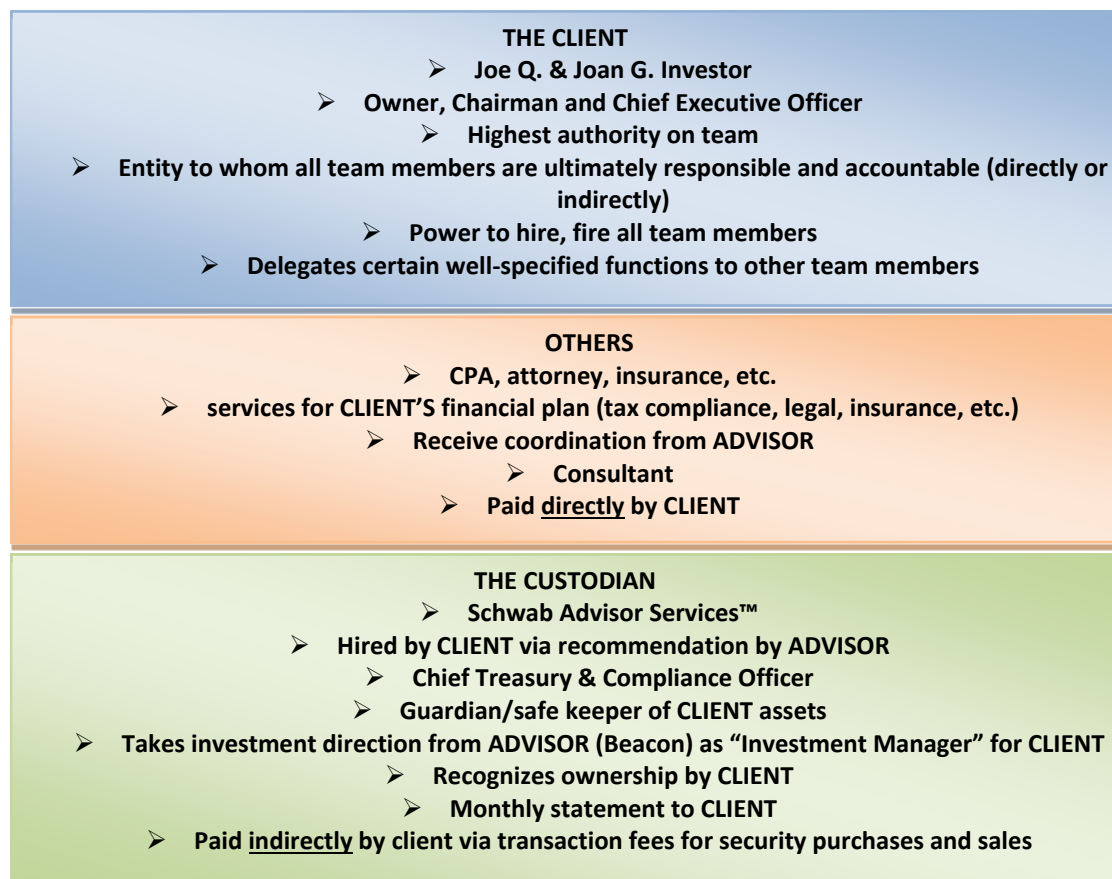 THE CLIENT
➢ Joe Q. & Joan G. Investor
➢ Owner, Chairman and Chief Executive Officer
➢ Highest authority on team
➢ Entity to whom all team members are ultimately responsible and accountable (directly or
indirectly)
➢ Power to hire, fire all team members
➢ Delegates certain well-specified functions to other team members
OTHERS
➢ CPA, attorney, insurance, etc.
➢ services for CLIENT’S financial plan (tax compliance, legal, insurance, etc.)
➢ Receive coordination from ADVISOR
➢ Consultant
➢ Paid directly by CLIENT
THE CUSTODIAN
➢ Schwab Advisor Services™
➢ Hired by CLIENT via recommendation by ADVISOR
➢ Chief Treasury & Compliance Officer
➢ Guardian/safe keeper of CLIENT assets
➢ Takes investment direction from ADVISOR (Beacon) as “Investment Manager” for CLIENT
➢ Recognizes ownership by CLIENT
➢ Monthly statement to CLIENT
➢ Paid indirectly by client via transaction fees for security purchases and sales